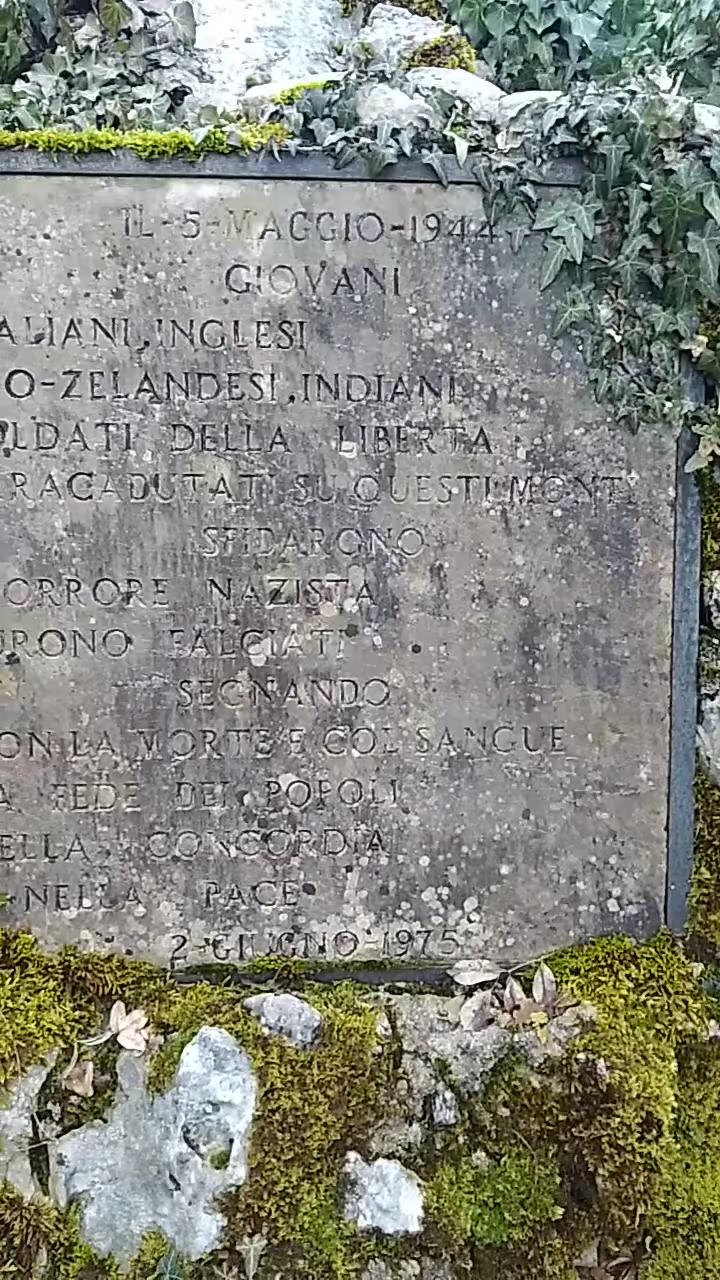 IL-5-MAGGIO-1944
GIOVANI
ALIANI,INGLESI
O-ZELANDESI,INDIANI
OLDATI DELLA LIBERTA
RACADUTATI SU QUESTI MONTI
SFIDARONO
ORRORE NAZISTA
URONO FALCIATI
SEGNANDO
ON LA MORTE E COL SANGUE
A FEDE DEI POPOLI
ELLA CONCORDIA
NELLA PACE
2-GIUGNO-1975